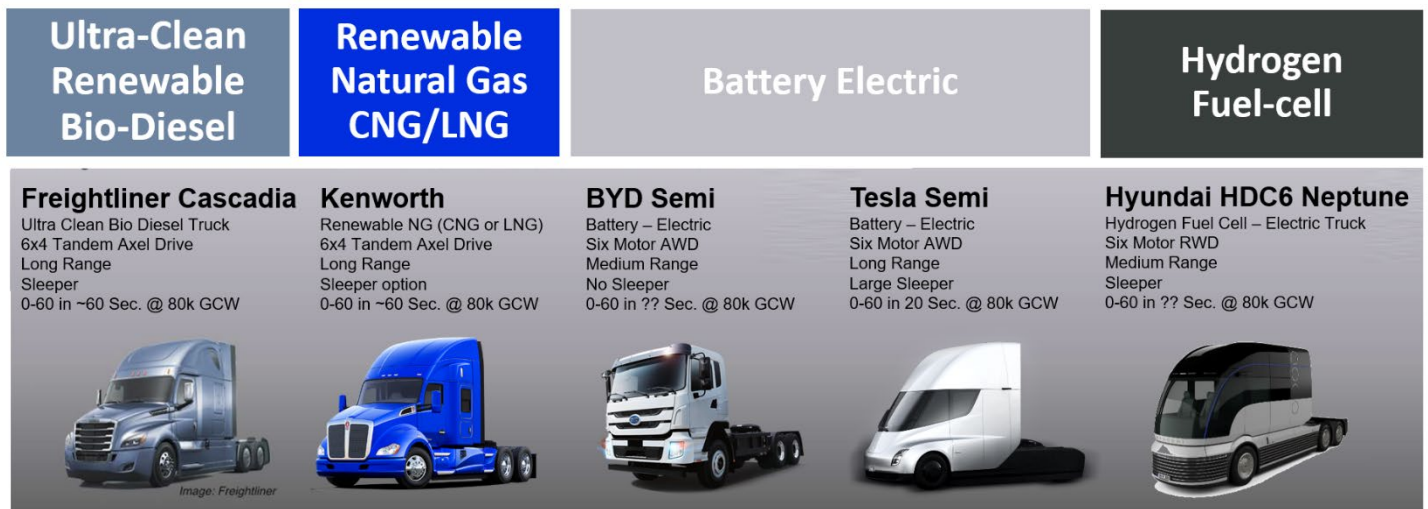 Ultra-Clean
Renewable
Bio-Diesel
Renewable
Natural Gas
CNG/LNG
Battery Electric
Hydrogen
Fuel-cell
Freightliner Cascadia
Ultra Clean Bio Diesel Truck
6x4 Tandem Axel Drive
Long Range
Sleeper
0-60 in ~60 Sec. @ 80k GCW
Image: Freightliner
Kenworth
Renewable NG (CNG or LNG)
6x4 Tandem Axel Drive
Long Range
Sleeper option
0-60 in ~60 Sec. @ 80k GCW
BYD Semi
Battery – Electric
Six Motor AWD
Medium Range
No Sleeper
0-60 in ?? Sec. @ 80k GCW
Tesla Semi
Battery – Electric
Six Motor AWD
Long Range
Large Sleeper
0-60 in 20 Sec. @ 80k GCW
Hyundai HDC6 Neptune
Hydrogen Fuel Cell – Electric Truck
Six Motor RWD
Medium Range
Sleeper
0-60 in ?? Sec. @ 80k GCW